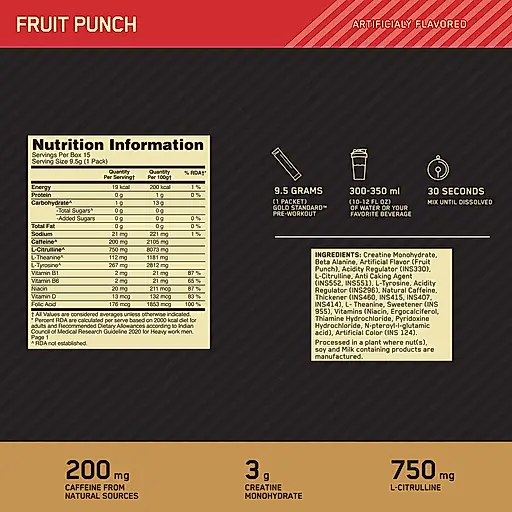 FRUIT PUNCH
ARTIFICIALY FLAVORED
Nutrition Information
Servings Per Box 15
Serving Size 9.5g (1 Pack)
Quantity Per Serving† Quantity Per 100g† % RDA†*
Energy 19 kcal 200 kcal 1 %
Protein 0 g 1 g 0 %
Carbohydrate^ 1 g 13 g
-Total Sugars^ 0 g 0 g
-Added Sugars 0 g 0 g 0 %
Total Fat 0 g 0 g 0 %
Sodium 21 mg 221 mg 1 %
Caffeine^ 200 mg 2105 mg
L-Citrulline^ 750 mg 8073 mg
L-Theanine^ 112 mg 1181 mg
L-Tyrosine^ 267 mg 2812 mg
Vitamin B1 2 mg 21 mg 87 %
Vitamin B6 2 mg 21 mg 65 %
Niacin 20 mg 211 mcg 87 %
Vitamin D 13 mcg 132 mcg 83 %
Folic Acid 176 mcg 1853 mcg 100 %
† All Values are considered averages unless otherwise indicated.
* Percent RDA are calculated per serve based on 2000 kcal diet for
adults and Recommended Dietary Allowances according to Indian
Council of Medical Research Guideline 2020 for Heavy work men.
Page 1
^ RDA not established.
9.5 GRAMS
(1 PACKET)
GOLD STANDARD™
PRE-WORKOUT
300-350 ml
(10-12 FL OZ)
OF WATER OR YOUR
FAVORITE BEVERAGE
30 SECONDS
MIX UNTIL DISSOLVED
INGREDIENTS: Creatine Monohydrate,
Beta Alanine, Artificial Flavor (Fruit
Punch), Acidity Regulator (INS330),
L-Citrulline, Anti Caking Agent
(INS552, INS551), L-Tyrosine, Acidity
Regulator (INS296), Natural Caffeine,
Thickener (INS460, INS415, INS407,
INS414), L- Theanine, Sweetener (INS
955), Vitamins (Niacin, Ergocalciferol,
Thiamine Hydrochloride, Pyridoxine
Hydrochloride, N-pteroyl-l-glutamic
acid), Artificial Color (INS 124).
Processed in a plant where nut(s),
soy and Milk containing products are
manufactured.
200 mg
CAFFEINE FROM
NATURAL SOURCES
3 g
CREATINE
MONOHYDRATE
750 mg
L-CITRULLINE